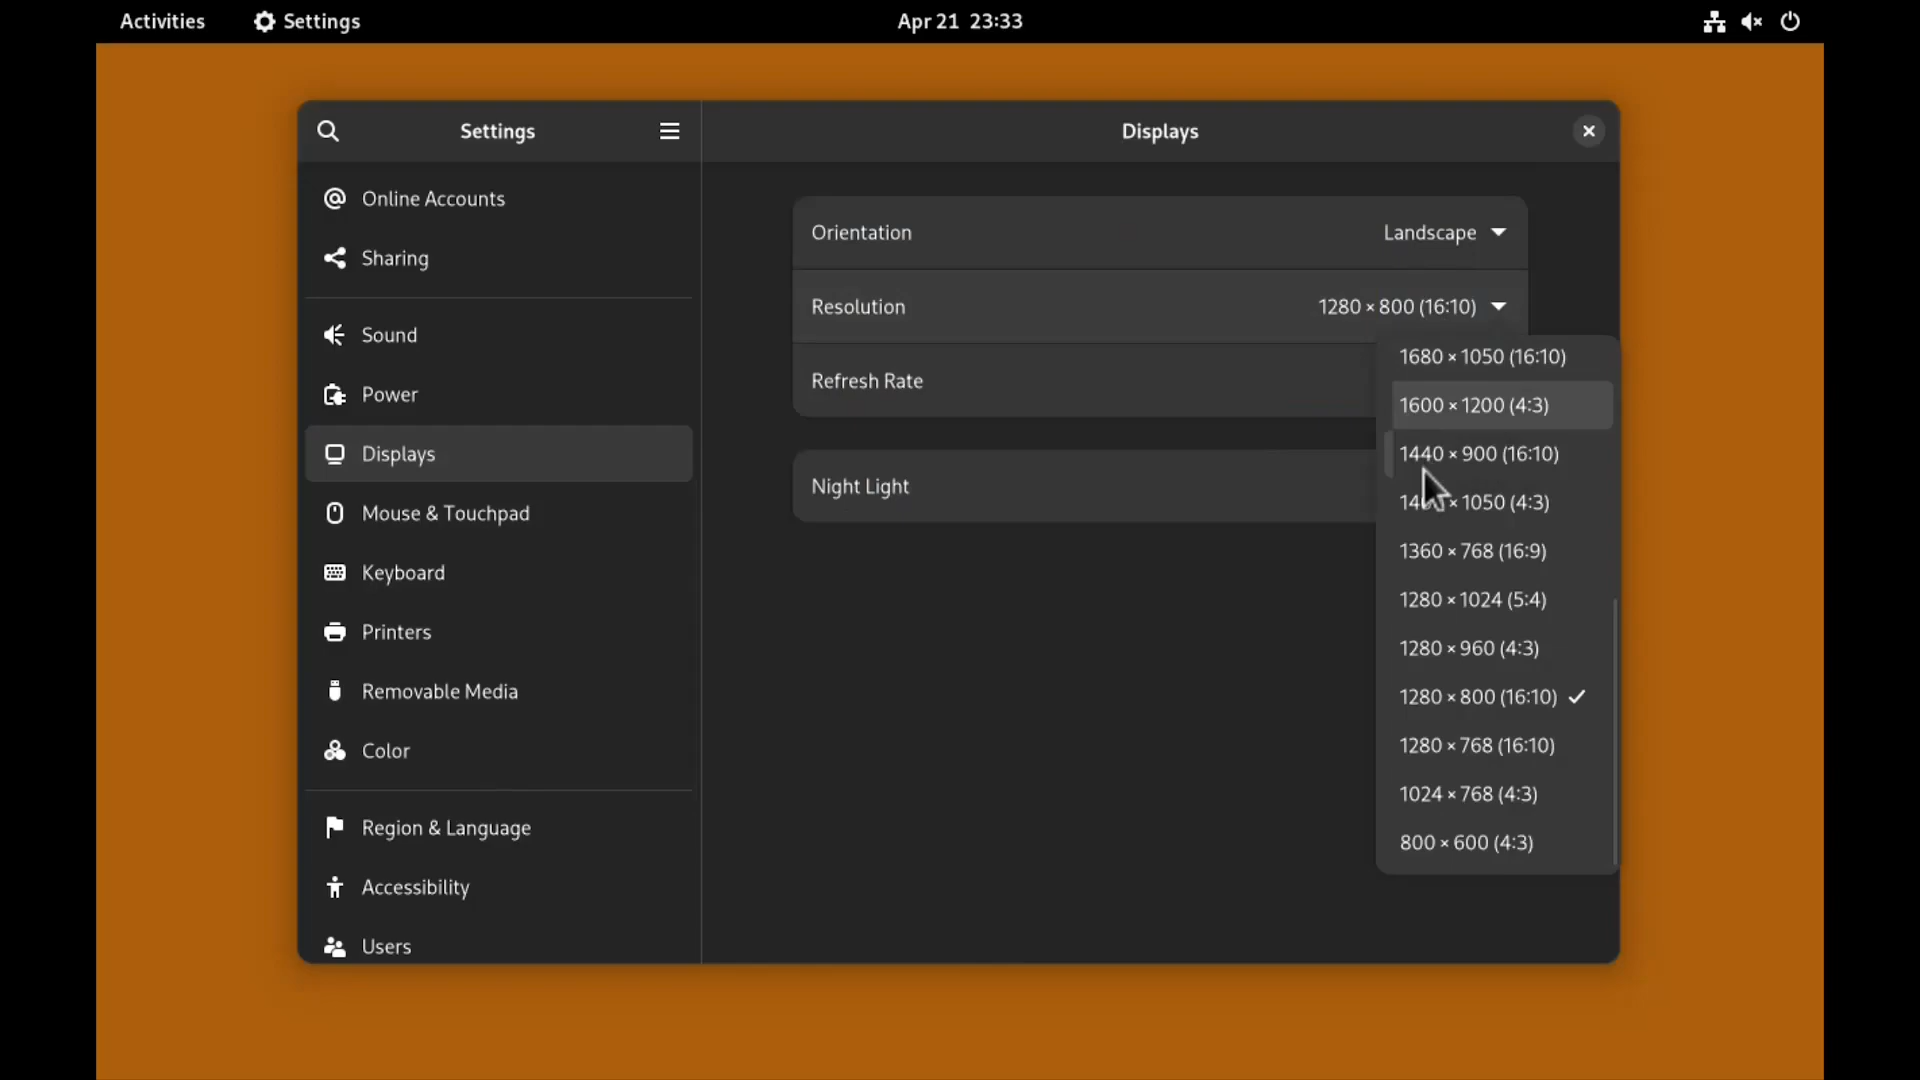 Activities
Settings
Apr 21 23:33
Settings
Displays
Online Accounts
Sharing
Sound
Power
Displays
Mouse & Touchpad
Keyboard
Printers
Removable Media
Color
Region & Language
Accessibility
Users
Orientation
Landscape
Resolution
1280 × 800 (16:10)
Refresh Rate
Night Light
1680 × 1050 (16:10)
1600 × 1200 (4:3)
1440 × 900 (16:10)
× 1050 (4:3)
1360 × 768 (16:9)
1280 × 1024 (5:4)
1280 × 960 (4:3)
1280 × 800 (16:10)
1280 × 768 (16:10)
1024 × 768 (4:3)
800 × 600 (4:3)